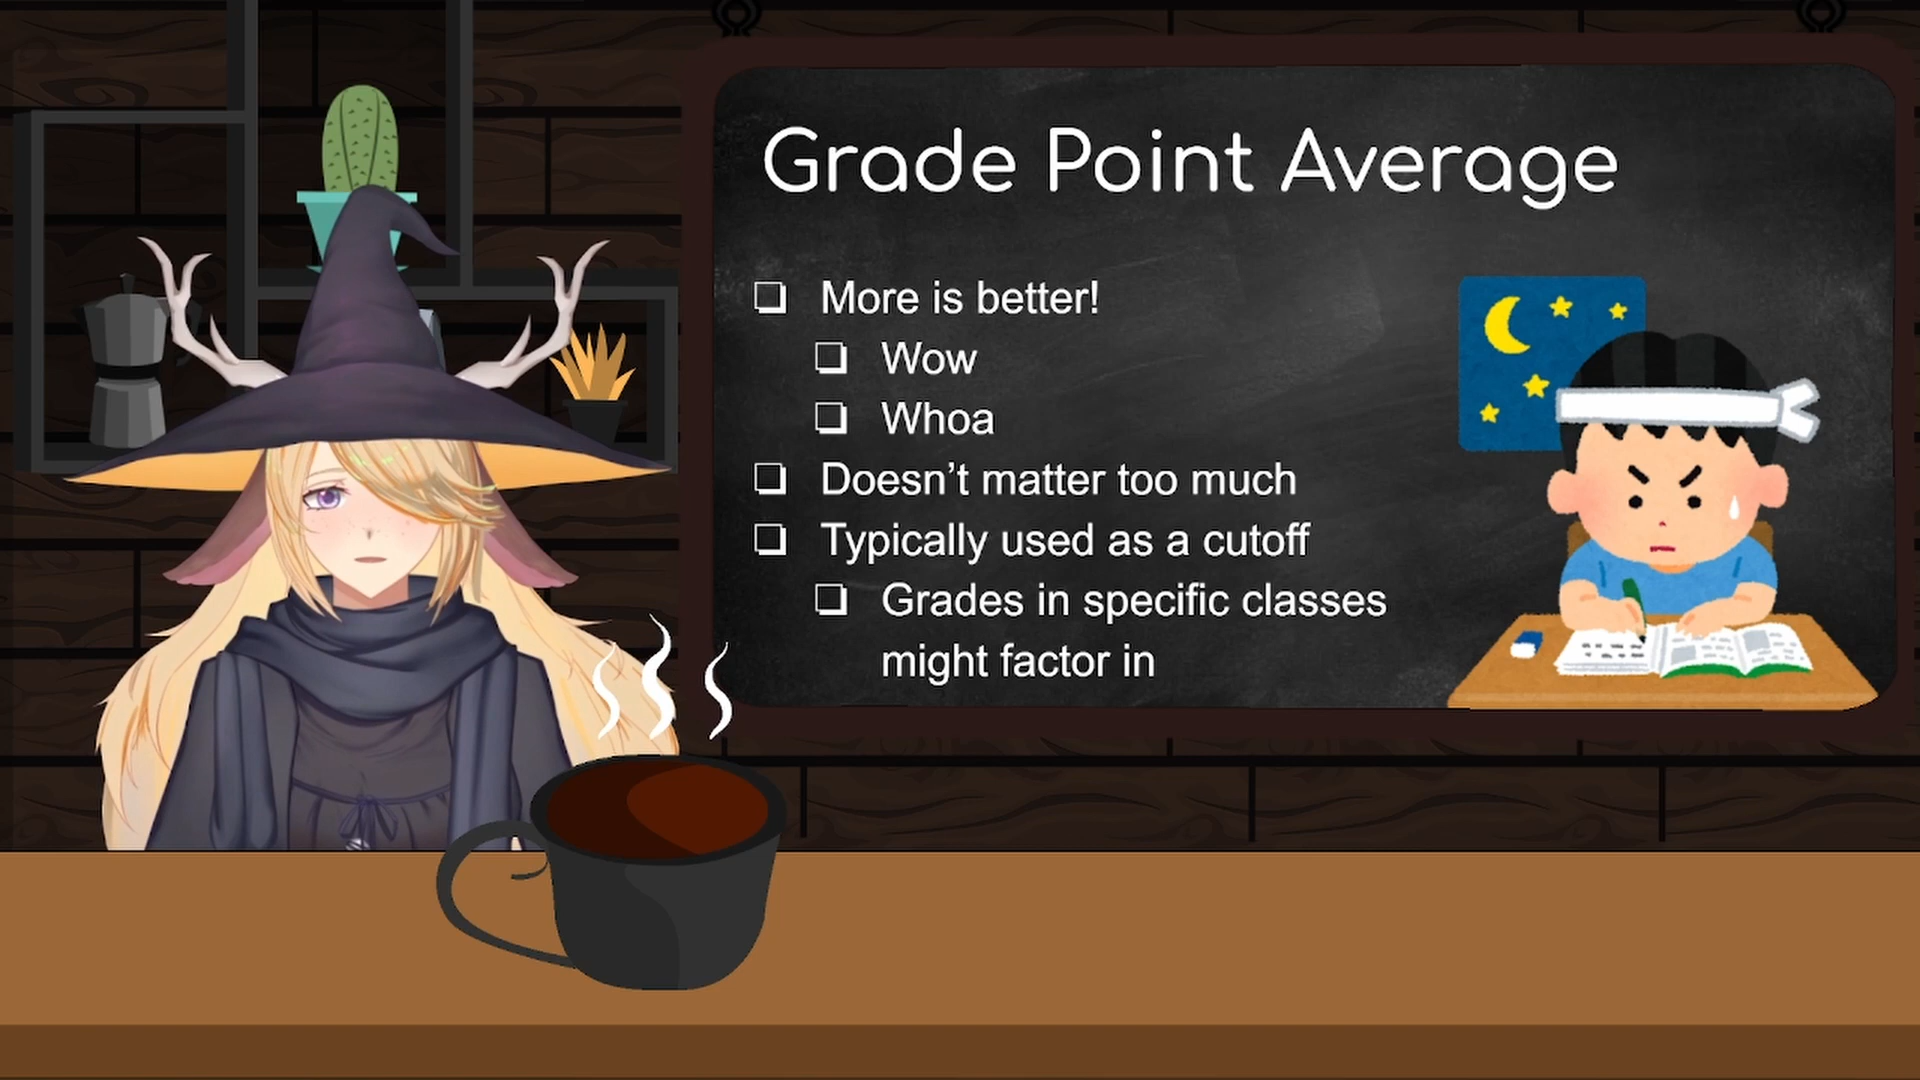 Grade Point Average
More is better!
Wow
Whoa
Doesn't matter too much
Typically used as a cutoff
Grades in specific classes
might factor in